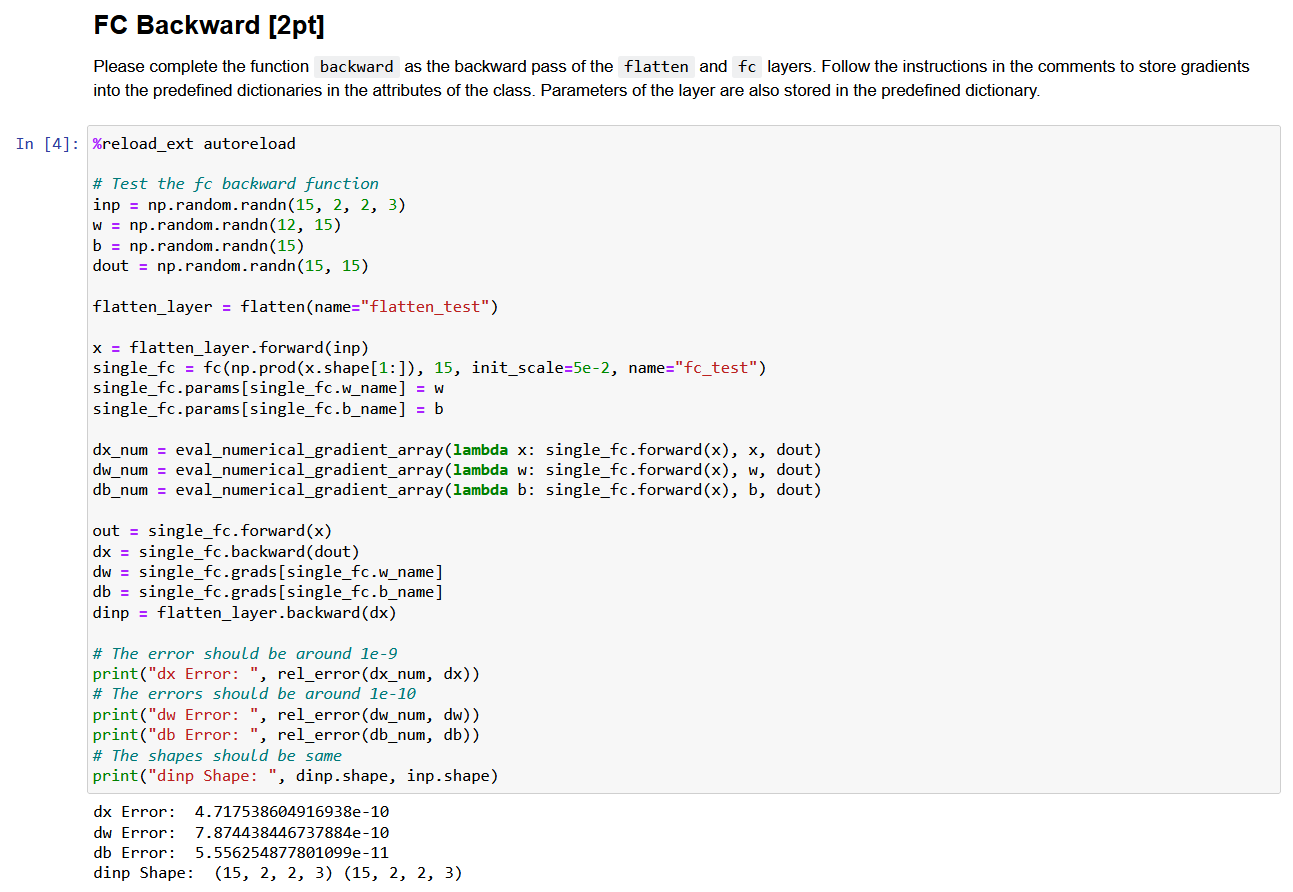 FC Backward [2pt]
Please complete the function backward as the backward pass of the flatten and fc layers. Follow the instructions in the comments to store gradients
into the predefined dictionaries in the attributes of the class. Parameters of the layer are also stored in the predefined dictionary.
In [4]: %reload_ext autoreload
# Test the fc backward function
inp = np.random.randn(15, 2, 2, 3)
w = np.random.randn(12, 15)
b = np.random.randn(15)
dout = np.random.randn(15, 15)
flatten_layer = flatten(name="flatten_test")
x = flatten_layer.forward(inp)
single_fc = fc(np.prod(x.shape[1:]), 15, init_scale=5e-2, name="fc_test")
single_fc.params[single_fc.w_name] = w
single_fc.params[single_fc.b_name] = b
dx_num = eval_numerical_gradient_array(lambda x: single_fc.forward(x), x, dout)
dw_num = eval_numerical_gradient_array(lambda w: single_fc.forward(x), w, dout)
db_num = eval_numerical_gradient_array(lambda b: single_fc.forward(x), b, dout)
out = single_fc.forward(x)
dx = single_fc.backward(dout)
dw = single_fc.grads[single_fc.w_name]
db = single_fc.grads[single_fc.b_name]
dinp = flatten_layer.backward(dx)
# The error should be around 1e-9
print("dx Error: ", rel_error(dx_num, dx))
# The errors should be around 1e-10
print("dw Error: ", rel_error(dw_num, dw))
print("db Error: ", rel_error(db_num, db))
# The shapes should be same
print("dinp Shape: ", dinp.shape, inp.shape)
dx Error:  4.717538604916938e-10
dw Error:  7.874438446737884e-10
db Error:  5.556254877801099e-11
dinp Shape:  (15, 2, 2, 3) (15, 2, 2, 3)